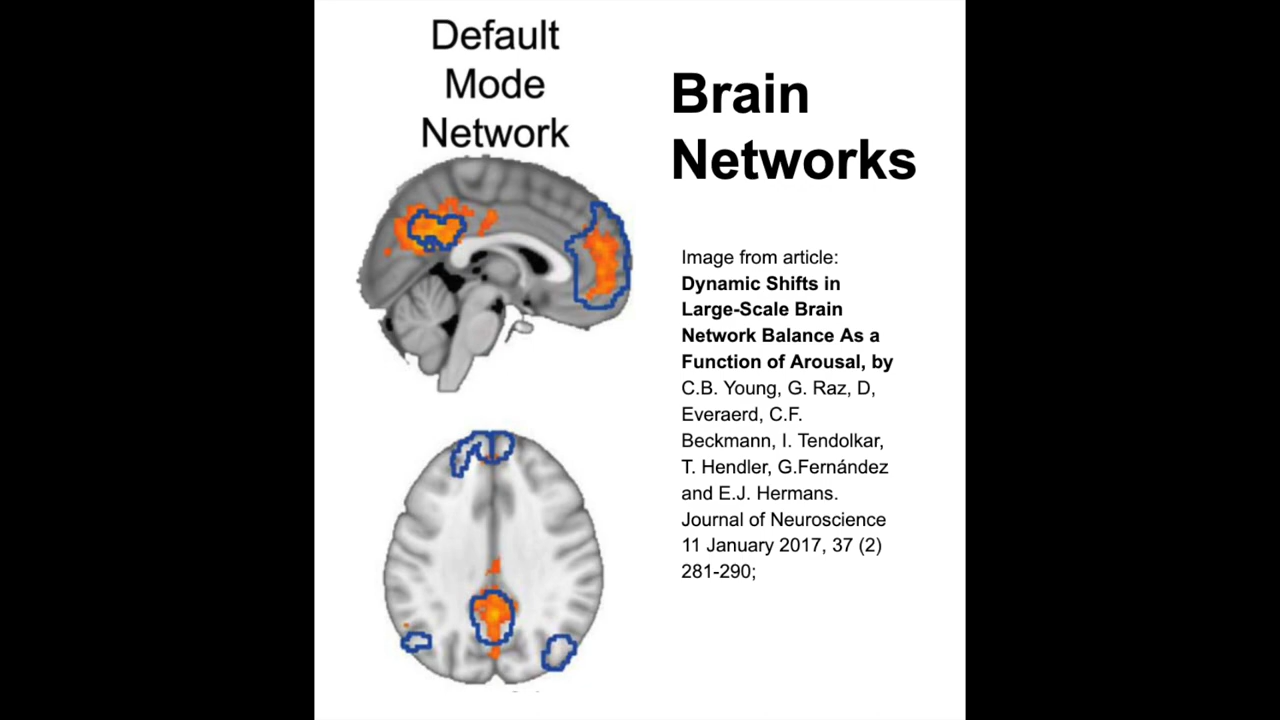 Default
Mode
Network
Brain
Networks
Image from article:
Dynamic Shifts in
Large-Scale Brain
Network Balance As a
Function of Arousal, by
C.B. Young, G. Raz, D,
Everaerd, C.F.
Beckmann, I. Tendolkar,
T. Hendler, G.Fernández
and E.J. Hermans.
Journal of Neuroscience
11 January 2017, 37 (2)
281-290;